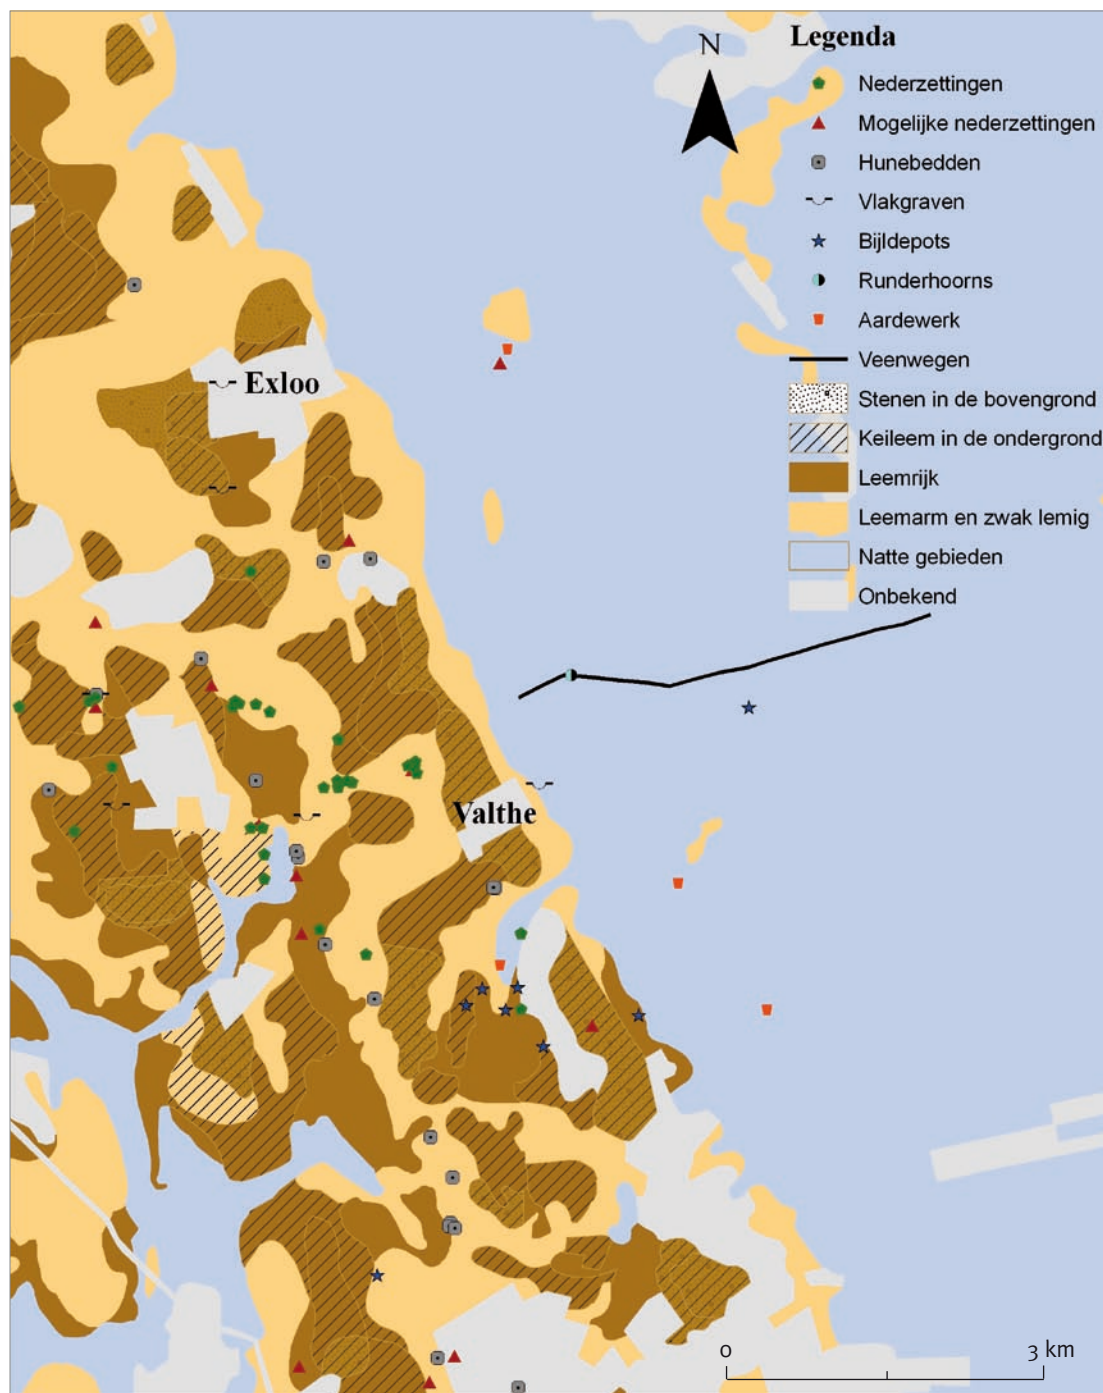 N
Legenda
Nederzettingen
Mogelijke nederzettingen
Hunebedden
Vlakgraven
Bijldepots
Runderhoorns
Aardewerk
Veenwegen
Stenen in de bovengrond
Keileem in de ondergrond
Leemrijk
Leemarm en zwak lemig
Natte gebieden
Onbekend
Exloo
Valthe
0 3 km